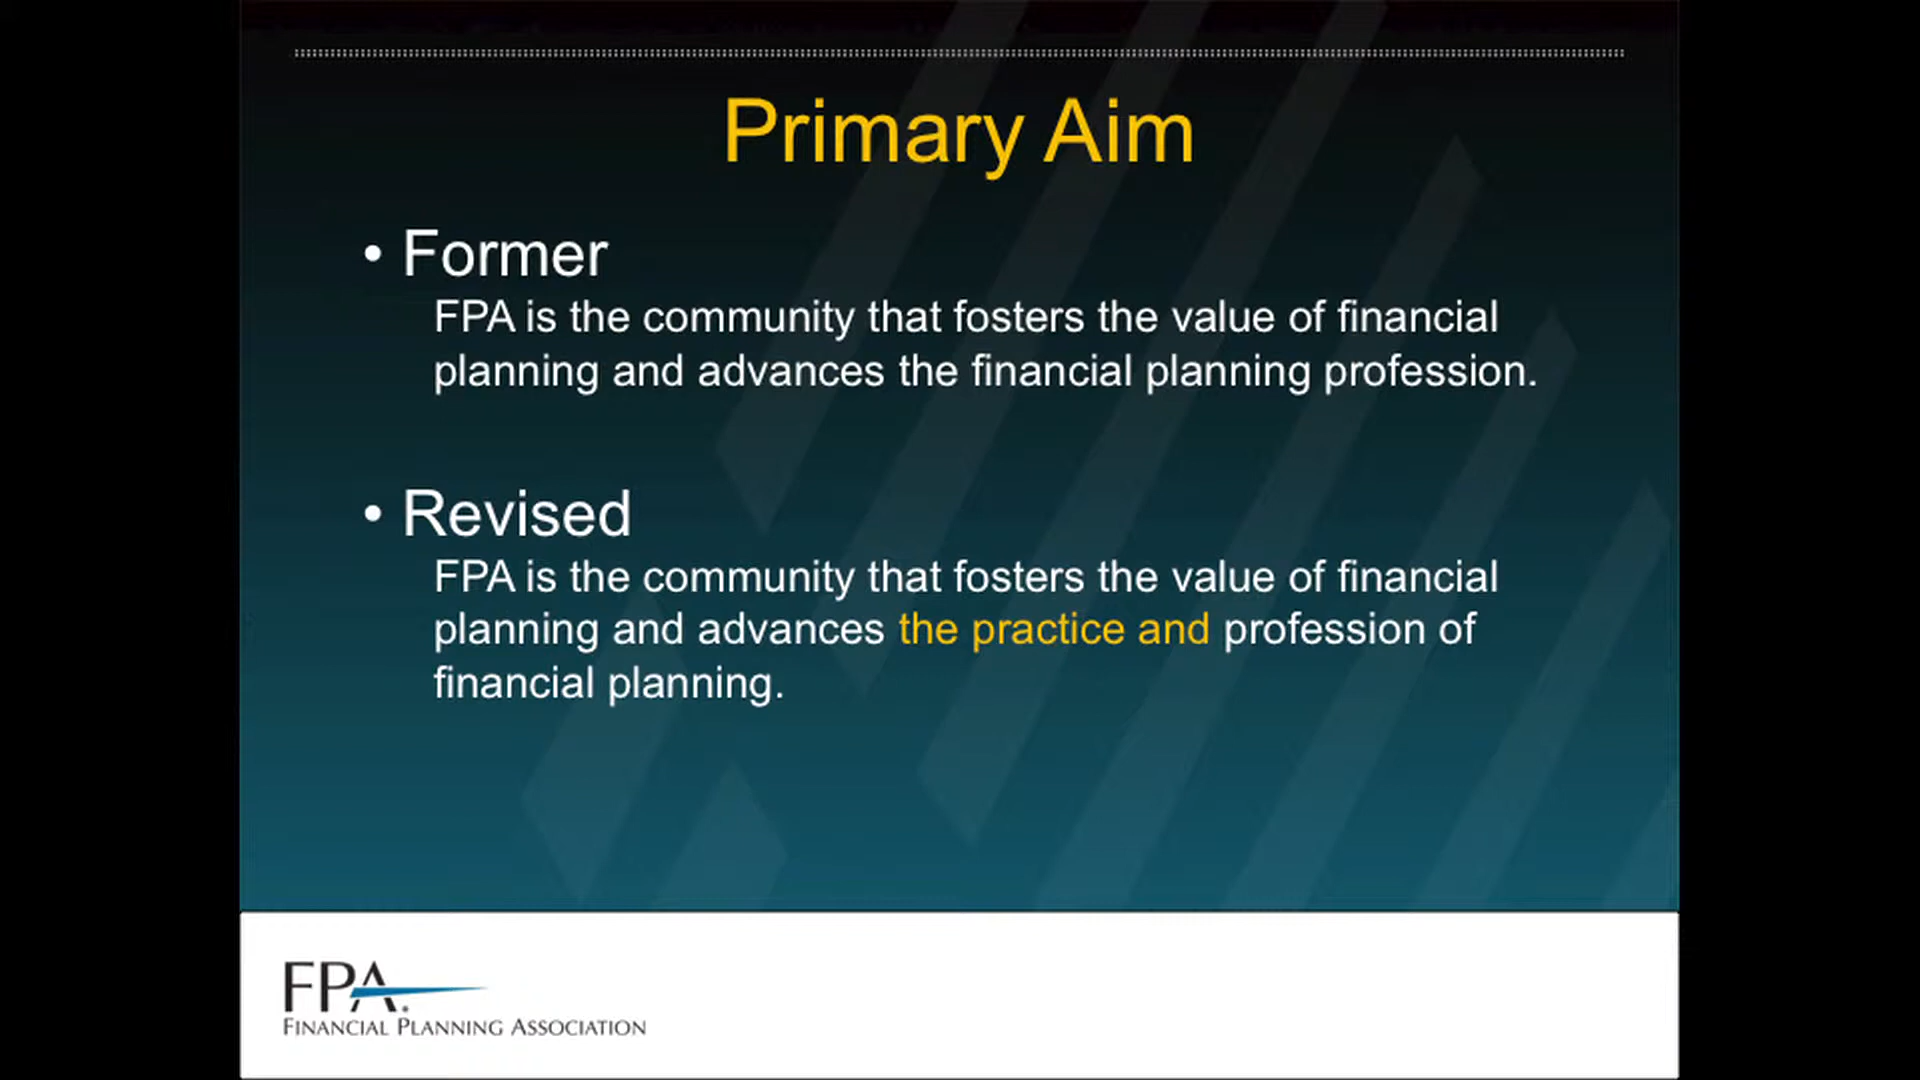 Primary Aim
• Former
FPA is the community that fosters the value of financial
planning and advances the financial planning profession.
• Revised
FPA is the community that fosters the value of financial
planning and advances the practice and profession of
financial planning.
FPA.
FINANCIAL PLANNING ASSOCIATION